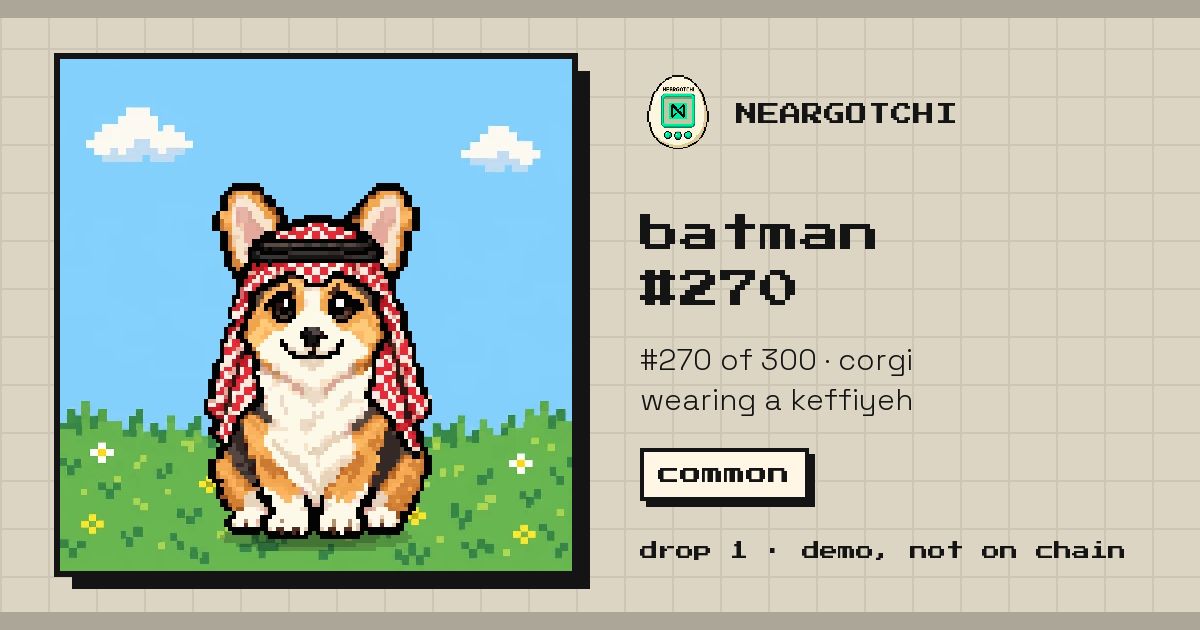 NEARGOTCHI
NEARGOTCHI
batman
#270
#270 of 300 · corgi
wearing a keffiyeh
common
drop 1 · demo, not on chain